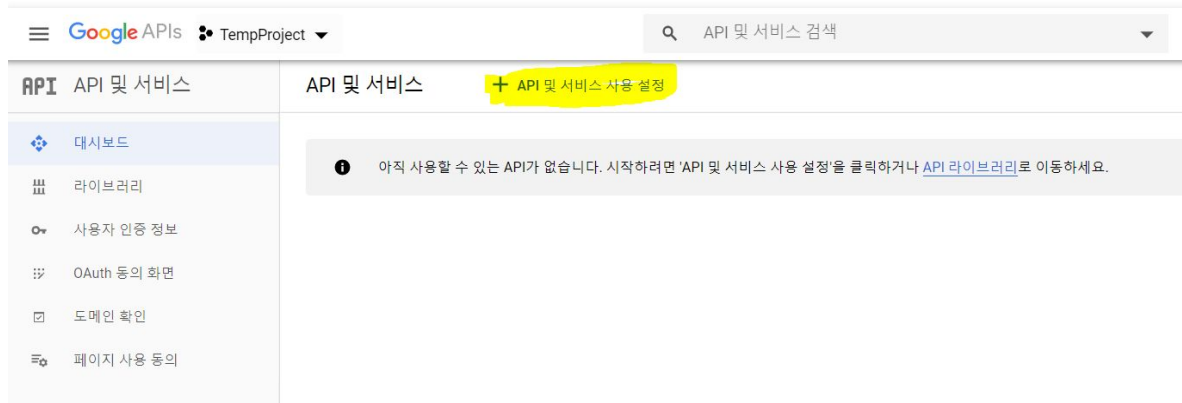 Google APIs TempProject API 및 서비스 검색
API API 및 서비스
API 및 서비스 + API 및 서비스 사용 설정
대시보드
라이브러리
사용자 인증 정보
OAuth 동의 화면
도메인 확인
페이지 사용 동의
아직 사용할 수 있는 API가 없습니다. 시작하려면 'API 및 서비스 사용 설정'을 클릭하거나 API 라이브러리로 이동하세요.